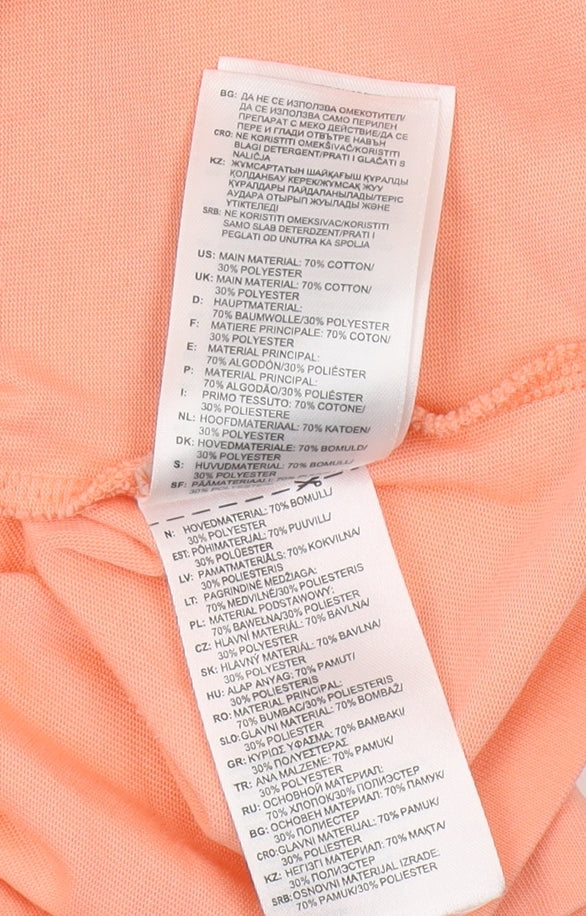 BG: ДА НЕ СЕ ИЗПОЛЗВА ОМЕКОТИТЕЛ/
ДА СЕ ИЗПОЛЗВА САМО ПЕРИЛЕН
ПРЕПАРАТ С МЕКО ДЕЙСТВИЕ/ДА СЕ
ПЕРЕ И ГЛАДИ ОТВЪТРЕ НАВЪН
CRO: NE KORISTITI OMEKŠIVAČ/KORISTITI
BLAGI DETERGENT/PRATI I GLAČATI S
NALIČJA
KZ: ЖҰМСАРТАТЫН ШАЙҚАҒЫШ ҚҰРАЛДЫ
ҚОЛДАНБАУ КЕРЕК/ЖҰМСАҚ ЖУУ
ҚҰРАЛДАРЫ ПАЙДАЛАНЫЛАДЫ/ТЕРІС
АУДАРА ОТЫРЫП ЖУЫЛАДЫ ЖӘНЕ
ҮТІКТЕЛЕДІ
SRB: NE KORISTITI OMEKSIVAC/KORISTITI
SAMO SLAB DETERDZENT/PRATI I
PEGLATI OD UNUTRA KA SPOLJA
US: MAIN MATERIAL: 70% COTTON/
30% POLYESTER
UK: MAIN MATERIAL: 70% COTTON/
30% POLYESTER
D: HAUPTMATERIAL:
70% BAUMWOLLE/30% POLYESTER
F: MATIERE PRINCIPALE: 70% COTON/
30% POLYESTER
E: MATERIAL PRINCIPAL:
70% ALGODÓN/30% POLIÉSTER
P: MATERIAL PRINCIPAL:
70% ALGODÃO/30% POLIÉSTER
I: PRIMO TESSUTO: 70% COTONE/
30% POLIESTERE
NL: HOOFDMATERIAAL: 70% KATOEN/
30% POLYESTER
DK: HOVEDMATERIALE: 70% BOMULD/
30% POLYESTER
S: HUVUDMATERIAL: 70% BOMULL/
30% POLYESTER
SF: PÄÄMATERIAALI:
N: HOVEDMATERIAL: 70% BOMULL/
30% POLYESTER
EST: PÕHIMATERJAL: 70% PUUVILL/
30% POLÜESTER
LV: PAMATMATERIĀLS: 70% KOKVILNA/
30% POLIESTERIS
LT: PAGRINDINĖ MEDŽIAGA:
70% MEDVILNĖ/30% POLIESTERIS
PL: MATERIAŁ PODSTAWOWY:
70% BAWEŁNA/30% POLIESTER
CZ: HLAVNÍ MATERIÁL: 70% BAVLNA/
30% POLYESTER
SK: HLAVNÝ MATERIÁL: 70% BAVLNA/
30% POLYESTER
HU: ALAP ANYAG: 70% PAMUT/
30% POLIESTER
RO: MATERIAL PRINCIPAL:
70% BUMBAC/30% POLIESTERIS
SLO: GLAVNI MATERIAL: 70% BOMBAŽ/
30% POLIESTER
GR: ΚΥΡΙΩΣ ΥΦΑΣΜΑ: 70% ΒΑΜΒΑΚΙ/
30% ΠΟΛΥΕΣΤΕΡΑΣ
TR: ANA MALZEME: 70% PAMUK/
30% POLYESTER
RU: ОСНОВНОЙ МАТЕРИАЛ:
70% ХЛОПОК/30% ПОЛИЭСТЕР
BG: ОСНОВЕН МАТЕРИАЛ: 70% ПАМУК/
30% ПОЛИЕСТЕР
CRO: GLAVNI MATERIJAL: 70% PAMUK/
30% POLIESTER
KZ: НЕГІЗГІ МАТЕРИАЛ: 70% МАҚТА/
30% ПОЛИЭСТЕР
SRB: OSNOVNI MATERIJAL IZRADE:
70% PAMUK/30% POLIESTER